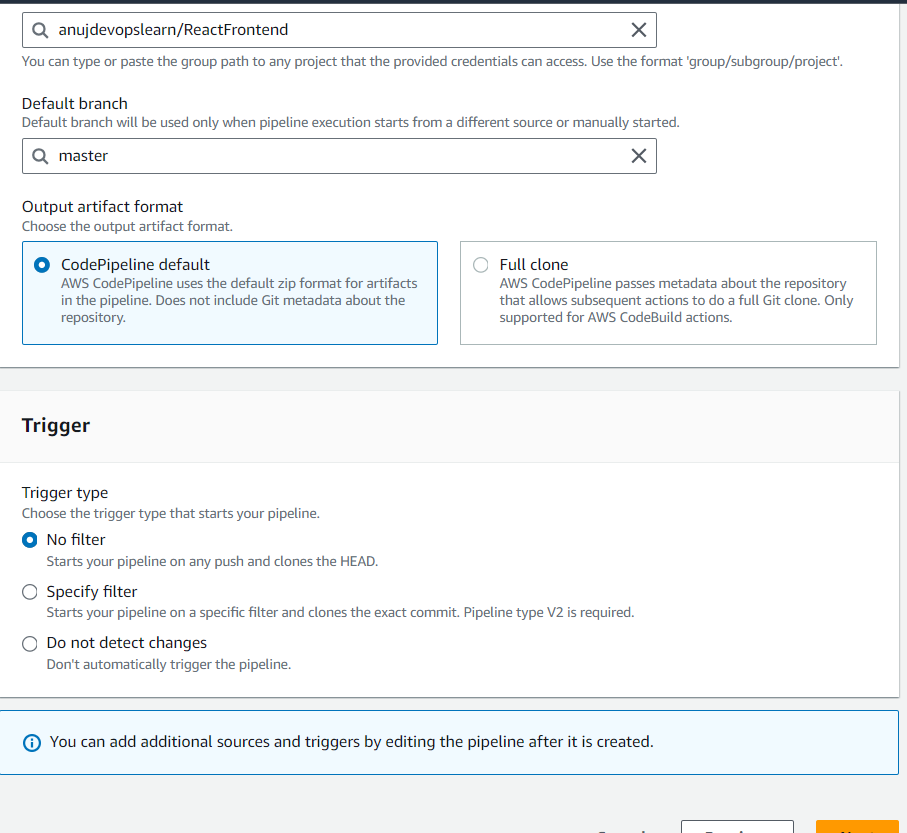 anujdevopslearn/ReactFrontend
You can type or paste the group path to any project that the provided credentials can access. Use the format 'group/subgroup/project'.
Default branch
Default branch will be used only when pipeline execution starts from a different source or manually started.
master
Output artifact format
Choose the output artifact format.
CodePipeline default
AWS CodePipeline uses the default zip format for artifacts
in the pipeline. Does not include Git metadata about the
repository.
Full clone
AWS CodePipeline passes metadata about the repository
that allows subsequent actions to do a full Git clone. Only
supported for AWS CodeBuild actions.
Trigger
Trigger type
Choose the trigger type that starts your pipeline.
No filter
Starts your pipeline on any push and clones the HEAD.
Specify filter
Starts your pipeline on a specific filter and clones the exact commit. Pipeline type V2 is required.
Do not detect changes
Don't automatically trigger the pipeline.
You can add additional sources and triggers by editing the pipeline after it is created.